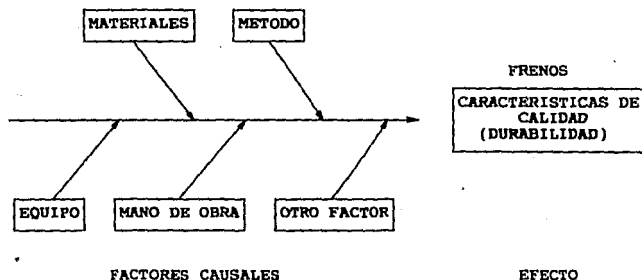 MATERIALES
METODO
FRENOS
CARACTERISTICAS DE
CALIDAD
(DURABILIDAD)
EQUIPO
MANO DE OBRA
OTRO FACTOR
FACTORES CAUSALES
EFECTO